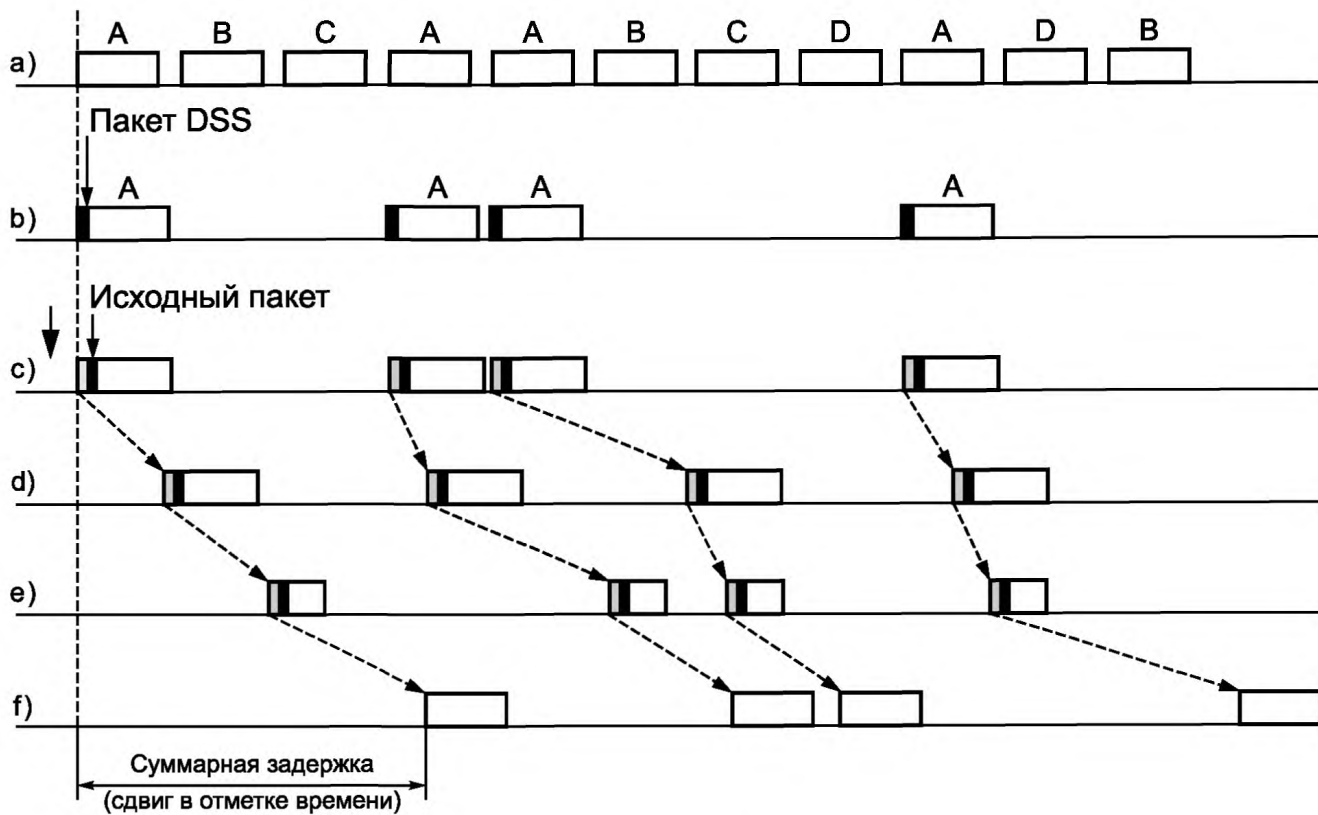 A B C A A B C D A D B
a)
Пакет DSS
A A A A
b)
Исходный пакет
c)
d)
e)
f)
Суммарная задержка
(сдвиг в отметке времени)